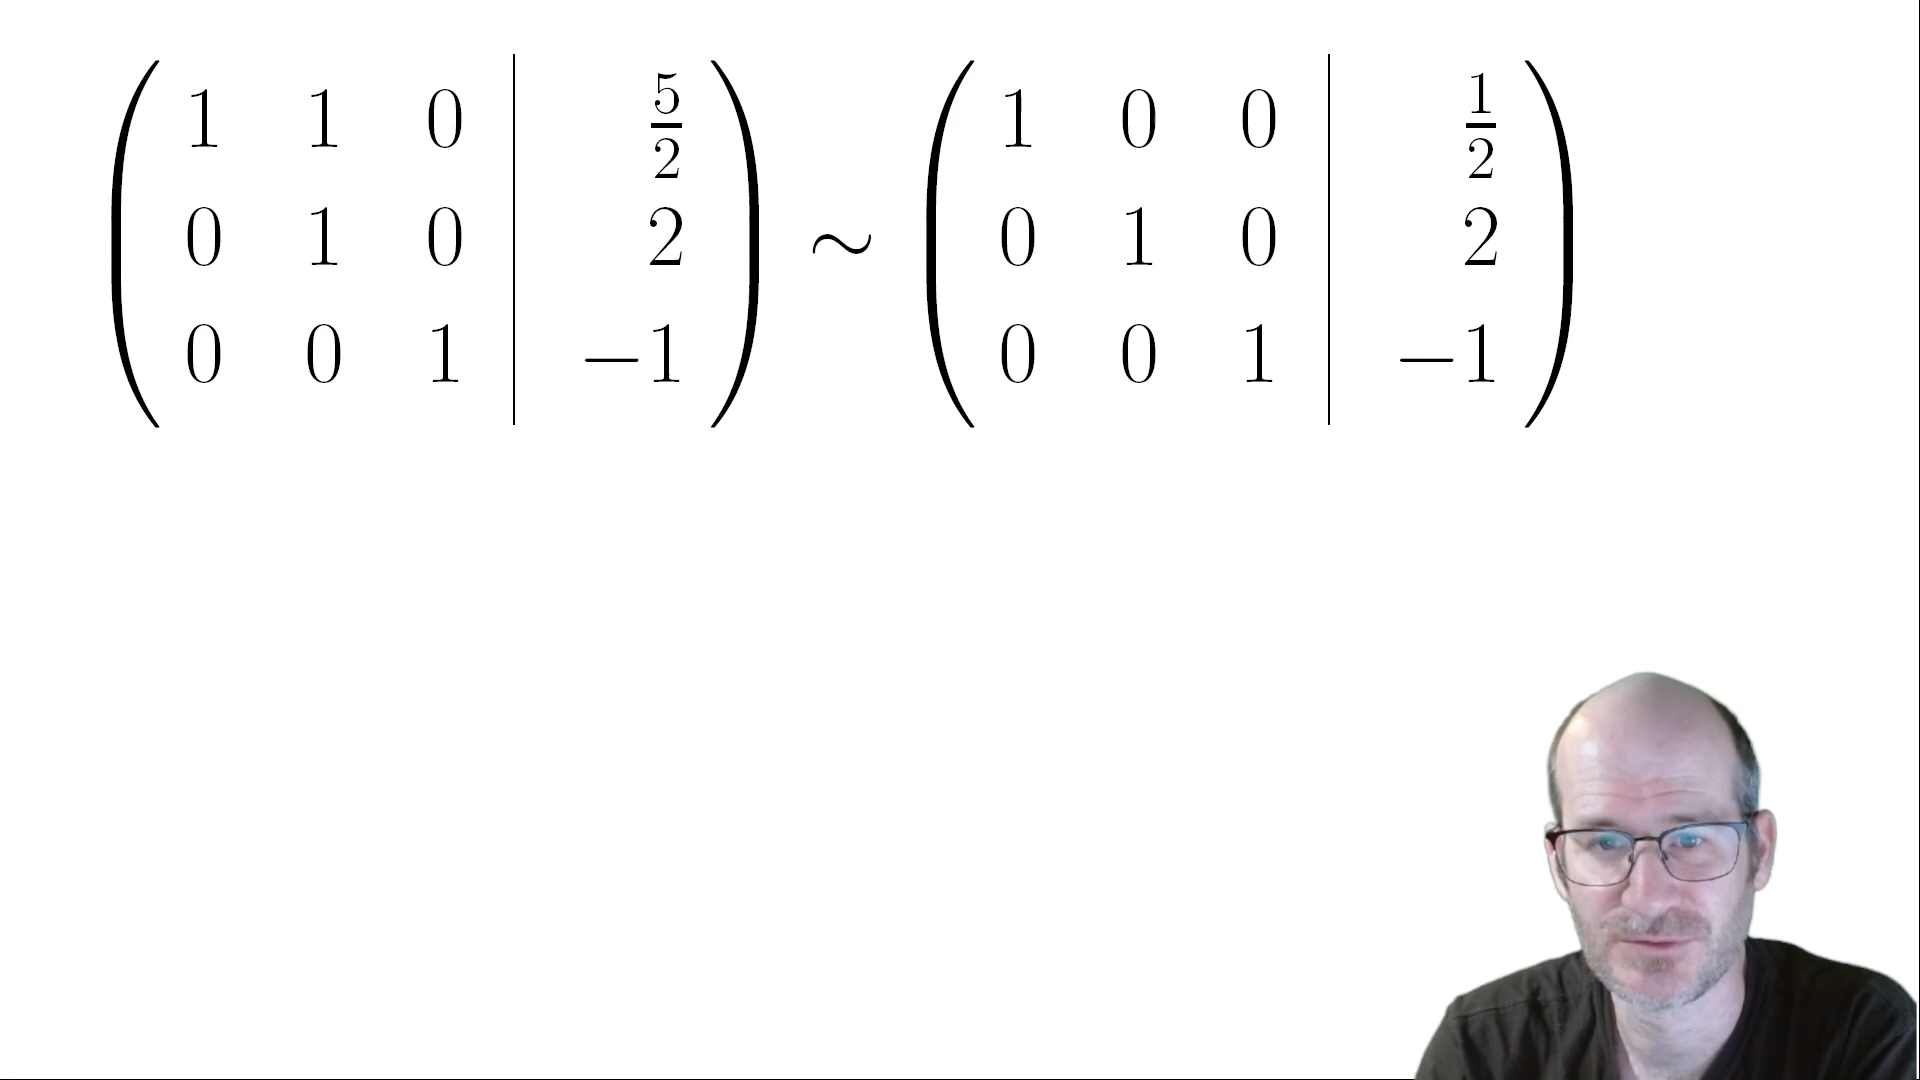 1 1 0 | 5/2 1 0 0 | 1/2
0 1 0 | 2 ∼ 0 1 0 | 2
0 0 1 | −1 0 0 1 | −1